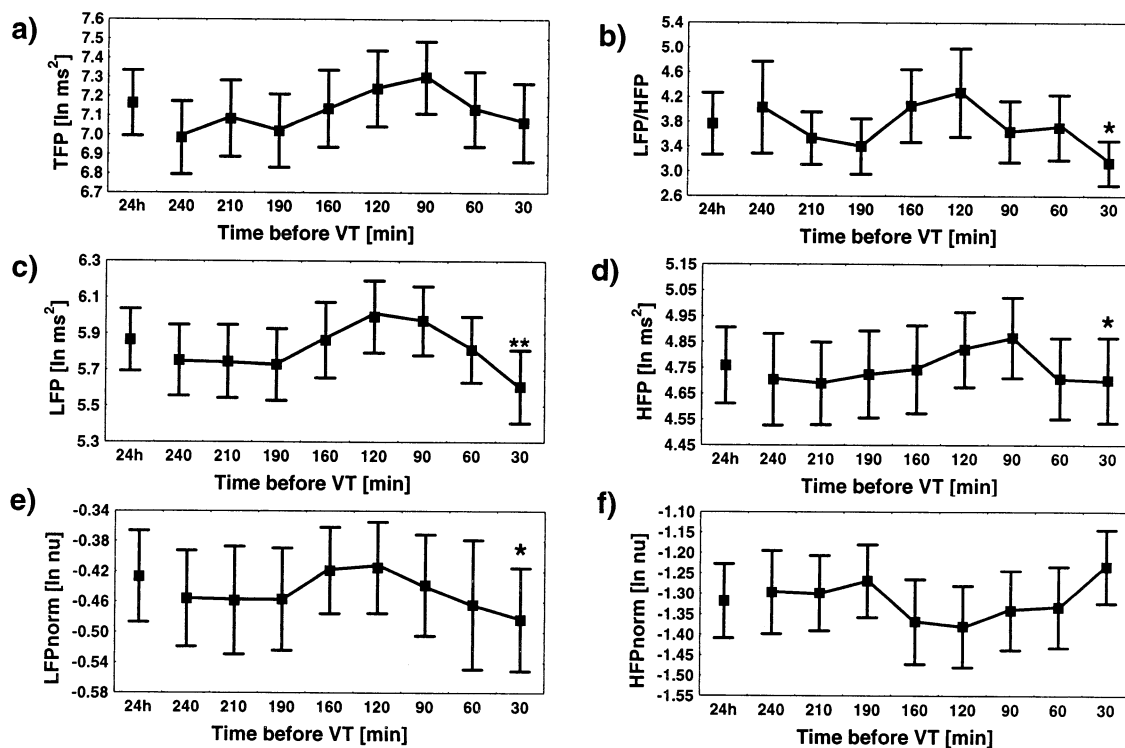 a)
TFP [ln ms²]
7.6
7.5
7.4
7.3
7.2
7.1
7.0
6.9
6.8
6.7
24h 240 210 190 160 120 90 60 30
Time before VT [min]
b)
LFP/HFP
5.4
5.0
4.6
4.2
3.8
3.4
3.0
2.6
*
24h 240 210 190 160 120 90 60 30
Time before VT [min]
c)
LFP [ln ms²]
6.3
6.1
5.9
5.7
5.5
5.3
**
24h 240 210 190 160 120 90 60 30
Time before VT [min]
d)
HFP [ln ms²]
5.15
5.05
4.95
4.85
4.75
4.65
4.55
4.45
*
24h 240 210 190 160 120 90 60 30
Time before VT [min]
e)
LFPnorm [ln nu]
-0.34
-0.38
-0.42
-0.46
-0.50
-0.54
-0.58
*
24h 240 210 190 160 120 90 60 30
Time before VT [min]
f)
HFPnorm [ln nu]
-1.10
-1.15
-1.20
-1.25
-1.30
-1.35
-1.40
-1.45
-1.50
-1.55
24h 240 210 190 160 120 90 60 30
Time before VT [min]